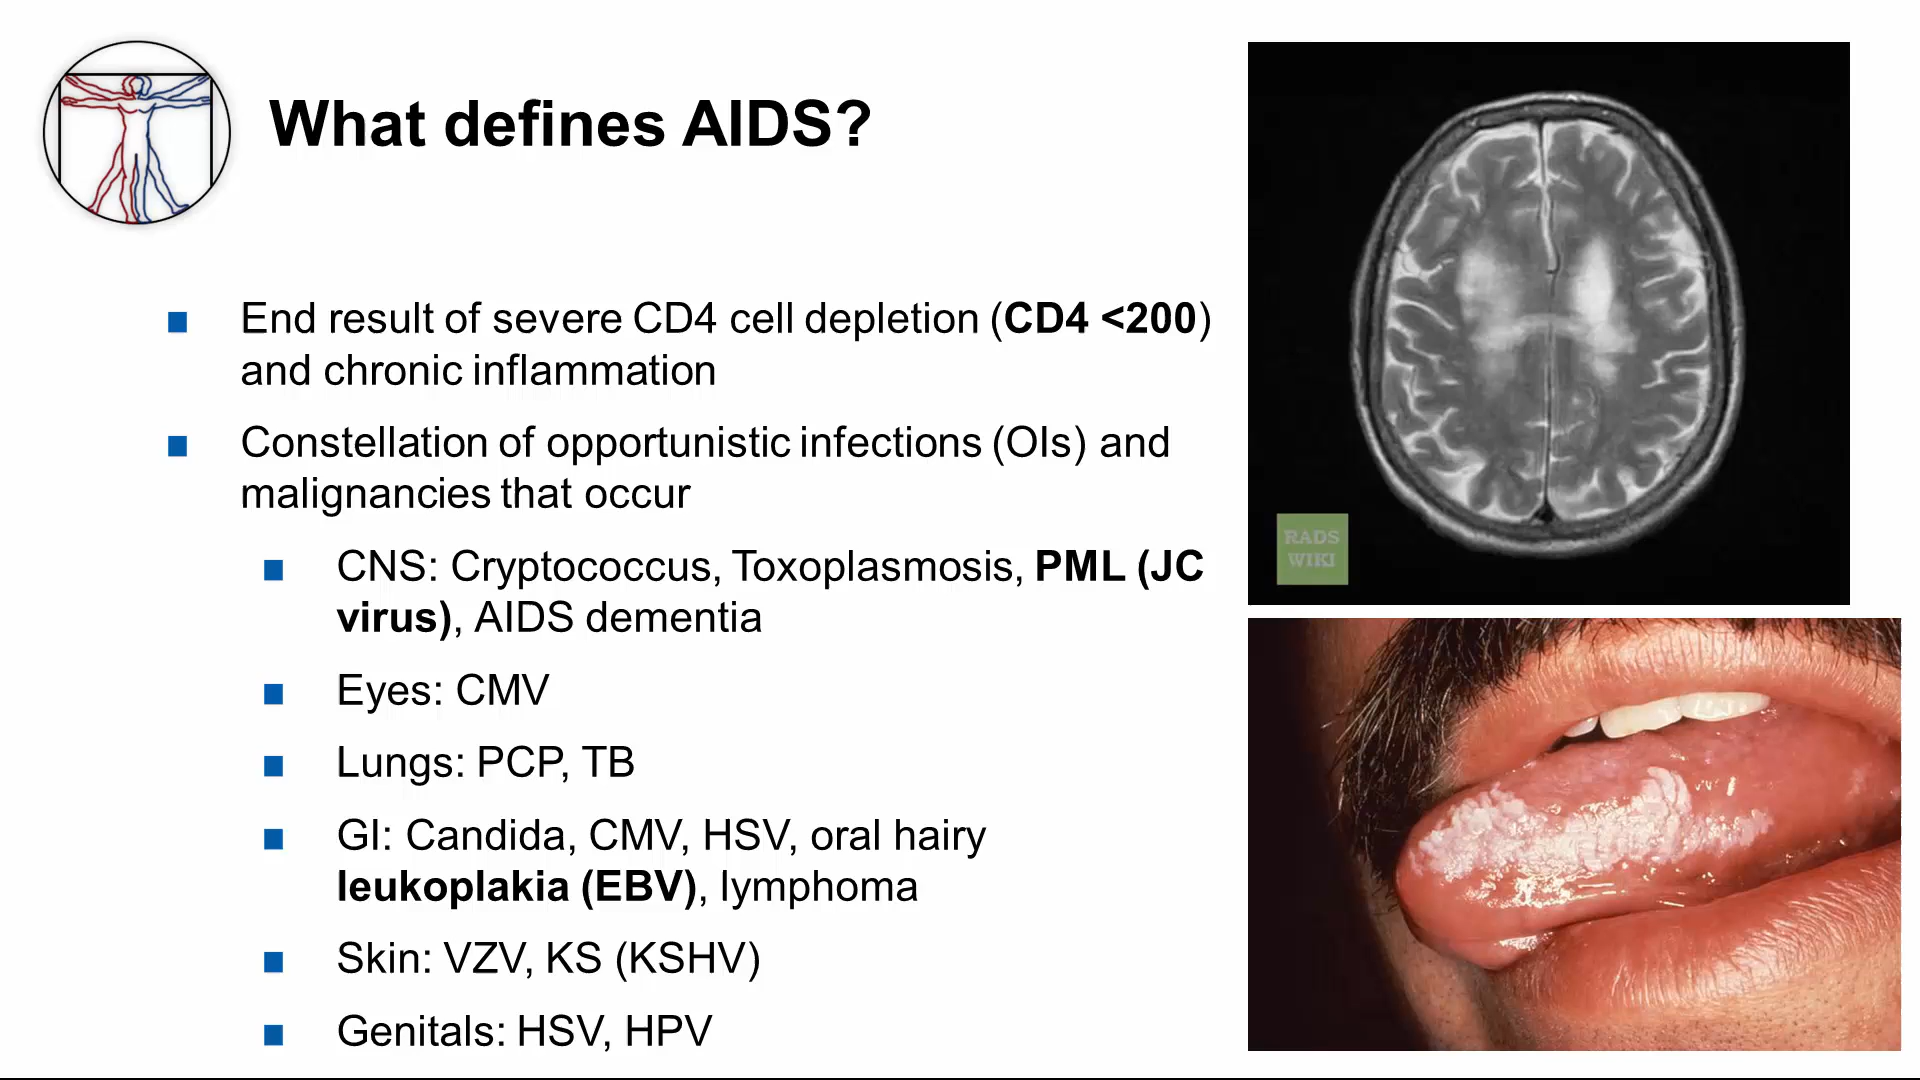 What defines AIDS?
End result of severe CD4 cell depletion (CD4 <200)
and chronic inflammation
Constellation of opportunistic infections (OIs) and
malignancies that occur
CNS: Cryptococcus, Toxoplasmosis, PML (JC
virus), AIDS dementia
Eyes: CMV
Lungs: PCP, TB
GI: Candida, CMV, HSV, oral hairy
leukoplakia (EBV), lymphoma
Skin: VZV, KS (KSHV)
Genitals: HSV, HPV
RADS
WIKI